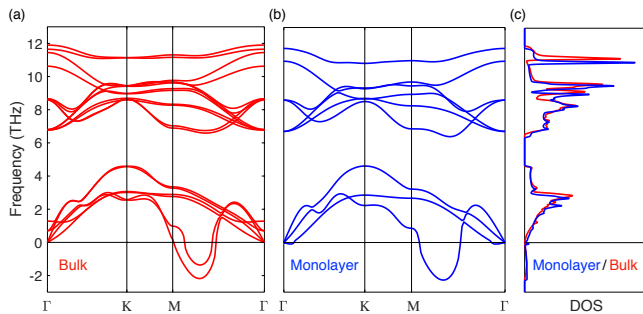 (a)
(b)
(c)
Frequency (THz)
12
10
8
6
4
2
0
-2
Bulk
Monolayer
Monolayer/Bulk
Γ
K
M
Γ
Γ
K
M
Γ
DOS